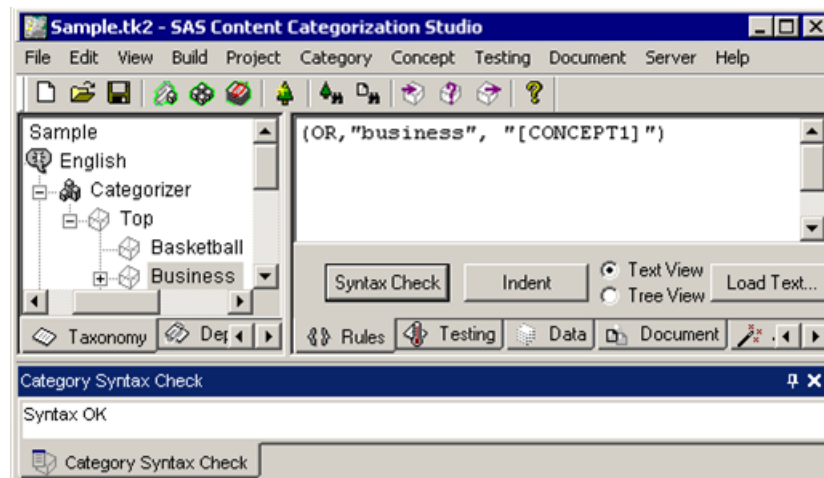 Sample.tk2 - SAS Content Categorization Studio
File Edit View Build Project Category Concept Testing Document Server Help
Sample
English
Categorizer
Top
Basketball
Business
(OR,"business", "[CONCEPT1]")
Syntax Check Indent Text View Tree View Load Text...
Taxonomy
Rules Testing Data Document
Category Syntax Check
Syntax OK
Category Syntax Check